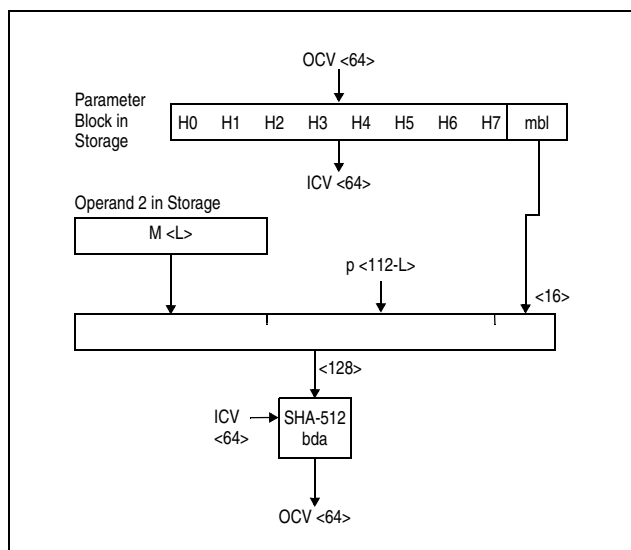 OCV <64>
Parameter
Block in
Storage
H0 H1 H2 H3 H4 H5 H6 H7 mbl
ICV <64>
Operand 2 in Storage
M <L>
p <112-L>
<16>
<128>
ICV
<64>
SHA-512
bda
OCV <64>